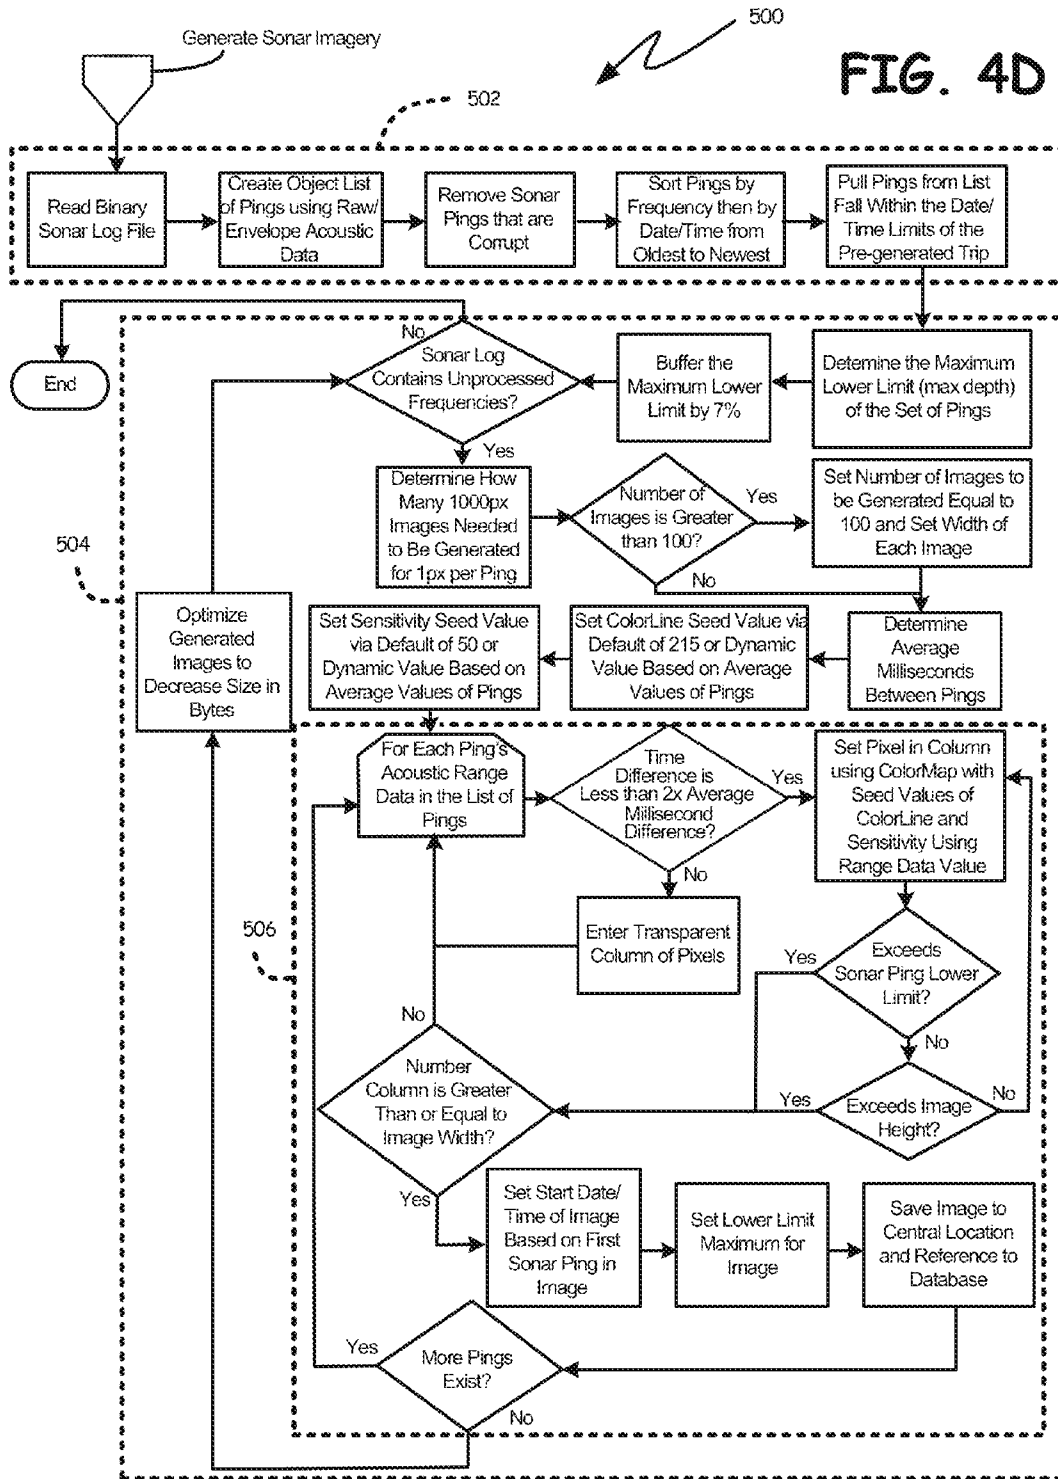 500
Generate Sonar Imagery
FIG. 4D
502
Read Binary
Sonar Log File
Create Object List
of Pings using Raw/
Envelope Acoustic
Data
Remove Sonar
Pings that are
Corrupt
Sort Pings by
Frequency then by
Date/Time from
Oldest to Newest
Pull Pings from List
Fall Within the Date/
Time Limits of the
Pre-generated Trip
End
No
Sonar Log
Contains Unprocessed
Frequencies?
Yes
Buffer the
Maximum Lower
Limit by 7%
Detemine the Maximum
Lower Limit (max depth)
of the Set of Pings
Determine How
Many 1000px
Images Needed
to Be Generated
for 1px per Ping
Number of
Images is Greater
than 100?
Yes
No
Set Number of Images to
be Generated Equal to
100 and Set Width of
Each Image
504
Optimize
Generated
Images to
Decrease Size in
Bytes
Set Sensitivity Seed Value
via Default of 50 or
Dynamic Value Based on
Average Values of Pings
Set ColorLine Seed Value via
Default of 215 or Dynamic
Value Based on Average
Values of Pings
Determine
Average
Milliseconds
Between Pings
For Each Ping's
Acoustic Range
Data in the List of
Pings
Time
Difference is
Less than 2x Average
Millisecond
Difference?
Yes
No
Set Pixel in Column
using ColorMap with
Seed Values of
ColorLine and
Sensitivity Using
Range Data Value
506
Enter Transparent
Column of Pixels
Yes
Exceeds
Sonar Ping Lower
Limit?
No
No
Number
Column is Greater
Than or Equal to
Image Width?
Yes
Yes
Exceeds Image
Height?
No
Set Start Date/
Time of Image
Based on First
Sonar Ping in
Image
Set Lower Limit
Maximum for
Image
Save Image to
Central Location
and Reference to
Database
Yes
More Pings
Exist?
No